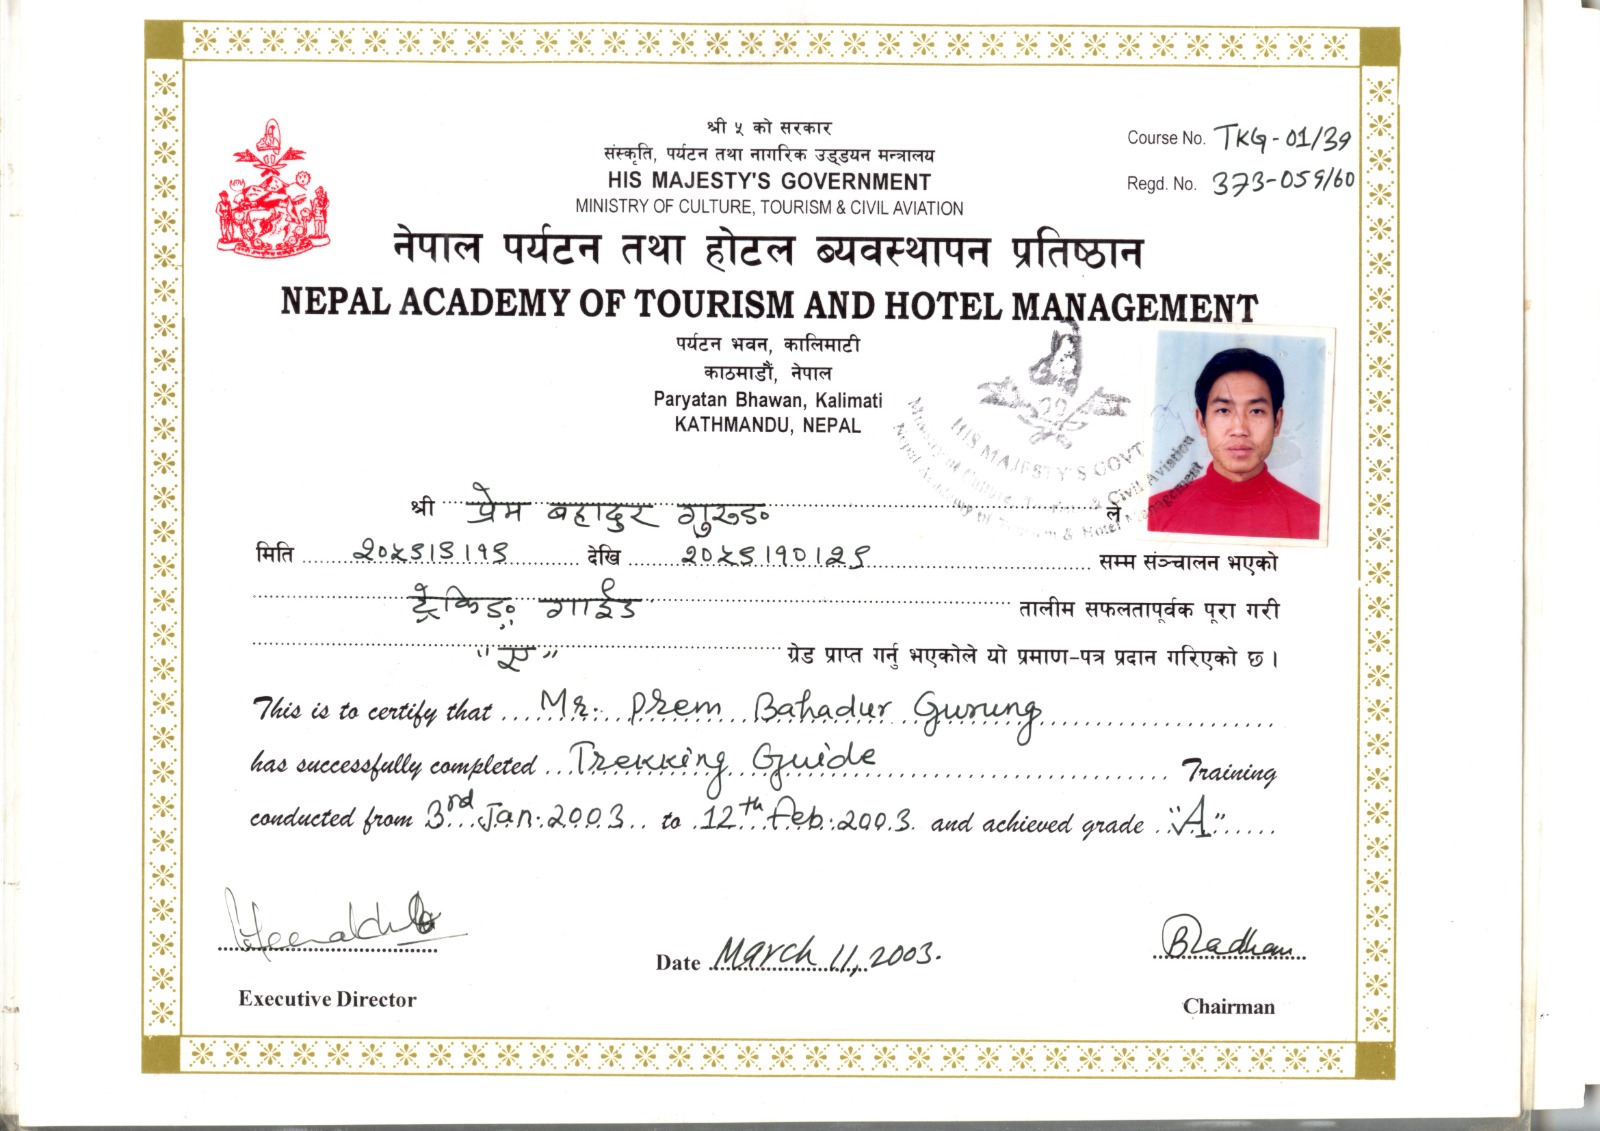 श्री ५ को सरकार
संस्कृति, पर्यटन तथा नागरिक उड्डयन मन्त्रालय
HIS MAJESTY'S GOVERNMENT
MINISTRY OF CULTURE, TOURISM & CIVIL AVIATION
Course No. TKG-01/39
Regd. No. 373-059/60
नेपाल पर्यटन तथा होटल ब्यवस्थापन प्रतिष्ठान
NEPAL ACADEMY OF TOURISM AND HOTEL MANAGEMENT
पर्यटन भवन, कालिमाटी
काठमाडौं, नेपाल
Paryatan Bhawan, Kalimati
KATHMANDU, NEPAL
HIS MAJESTY'S GOVT
Ministry of Culture, Tourism & Civil Aviation
Nepal Academy of Tourism & Hotel Management
श्री प्रेम बहादुर गुरुङ ले
मिति २०५९।९।१९ देखि २०५९।१०।२९ सम्म संञ्चालन भएको
ट्रेकिङ्ग गाईड तालीम सफलतापूर्वक पूरा गरी
"ए" ग्रेड प्राप्त गर्नु भएकोले यो प्रमाण-पत्र प्रदान गरिएको छ ।
This is to certify that Mr. Prem Bahadur Gurung
has successfully completed Trekking Guide Training
conducted from 3rd Jan. 2003 to 12th Feb. 2003. and achieved grade "A"
Date March 11, 2003.
Executive Director
Chairman